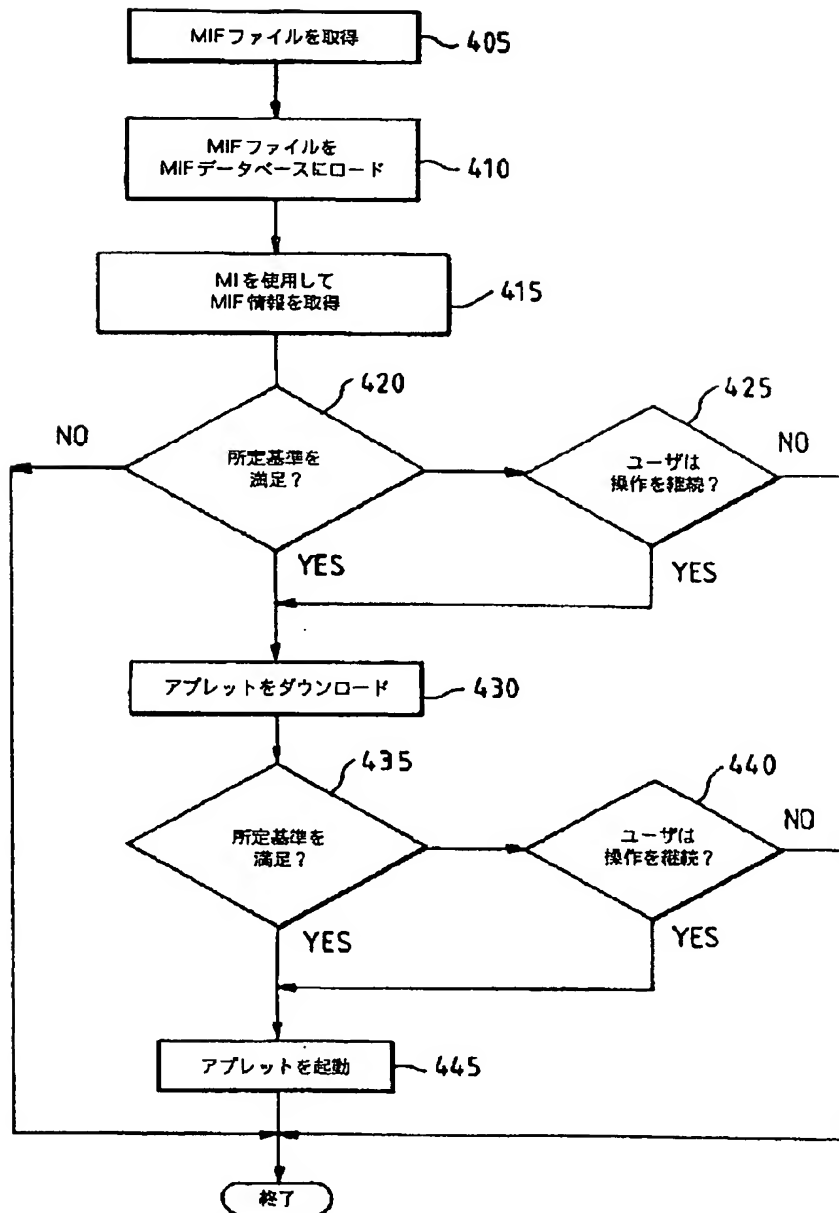 MIFファイルを取得
405
MIFファイルを
MIFデータベースにロード
410
MIを使用して
MIF情報を取得
415
420
425
NO
所定基準を
満足?
ユーザは
操作を継続?
NO
YES
YES
アプレットをダウンロード
430
435
440
所定基準を
満足?
ユーザは
操作を継続?
NO
YES
YES
アプレットを起動
445
終了